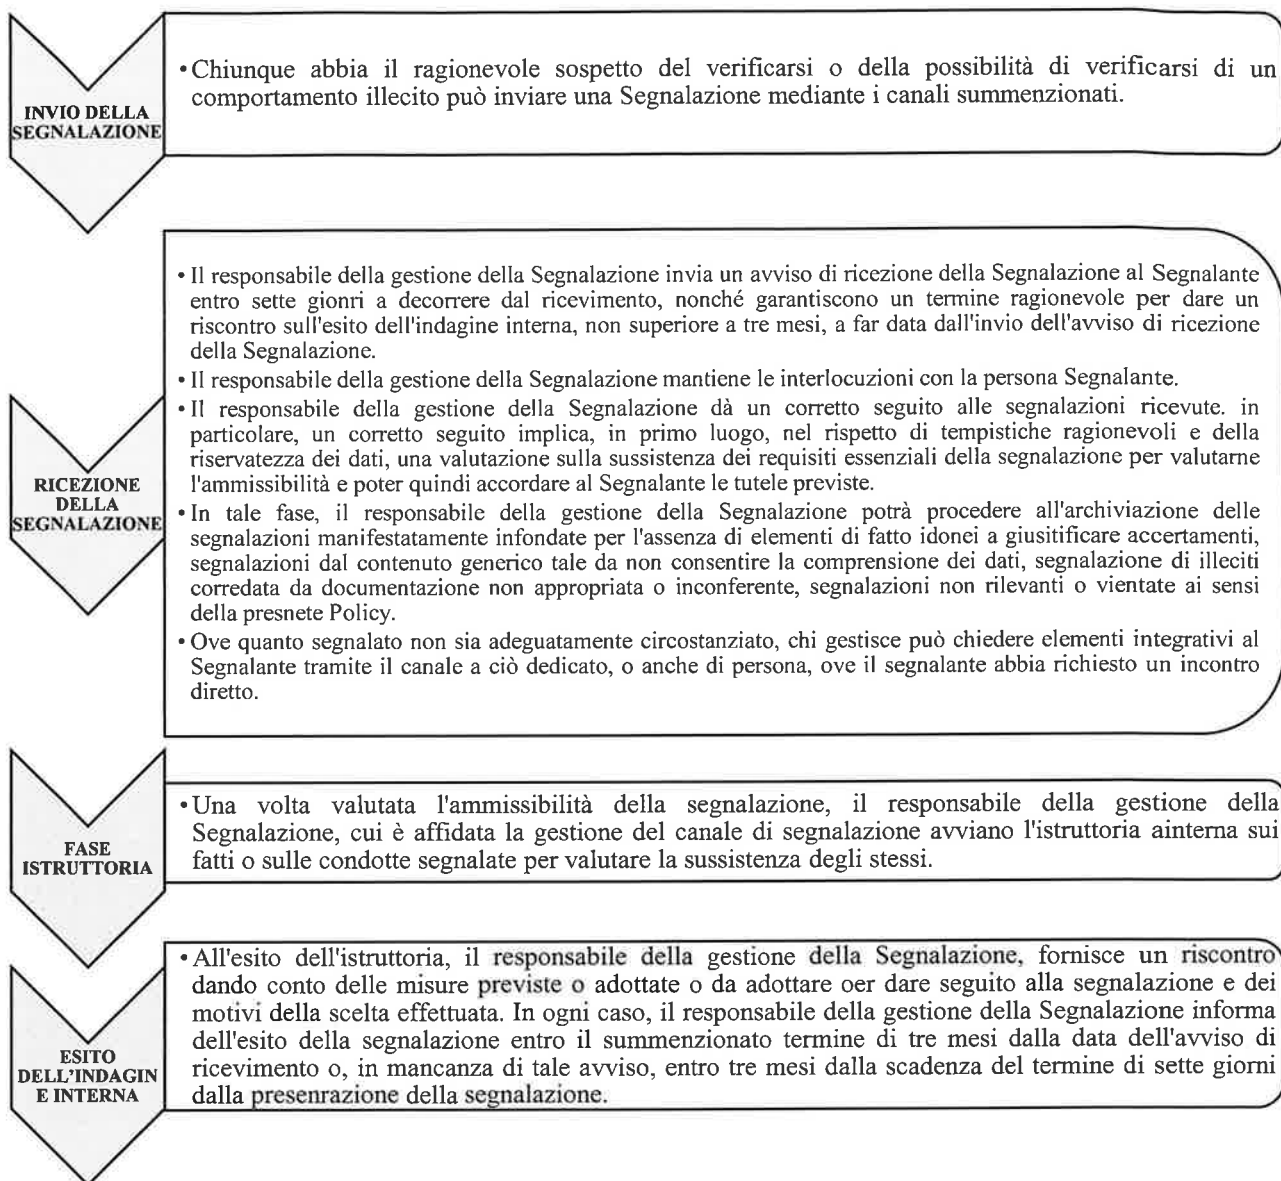 INVIO DELLA
SEGNALAZIONE
• Chiunque abbia il ragionevole sospetto del verificarsi o della possibilità di verificarsi di un
comportamento illecito può inviare una Segnalazione mediante i canali summenzionati.
RICEZIONE
DELLA
SEGNALAZIONE
• Il responsabile della gestione della Segnalazione invia un avviso di ricezione della Segnalazione al Segnalante
entro sette gionri a decorrere dal ricevimento, nonché garantiscono un termine ragionevole per dare un
riscontro sull'esito dell'indagine interna, non superiore a tre mesi, a far data dall'invio dell'avviso di ricezione
della Segnalazione.
• Il responsabile della gestione della Segnalazione mantiene le interlocuzioni con la persona Segnalante.
• Il responsabile della gestione della Segnalazione dà un corretto seguito alle segnalazioni ricevute. in
particolare, un corretto seguito implica, in primo luogo, nel rispetto di tempistiche ragionevoli e della
riservatezza dei dati, una valutazione sulla sussistenza dei requisiti essenziali della segnalazione per valutarne
l'ammissibilità e poter quindi accordare al Segnalante le tutele previste.
• In tale fase, il responsabile della gestione della Segnalazione potrà procedere all'archiviazione delle
segnalazioni manifestatamente infondate per l'assenza di elementi di fatto idonei a giusitificare accertamenti,
segnalazioni dal contenuto generico tale da non consentire la comprensione dei dati, segnalazione di illeciti
corredata da documentazione non appropriata o inconferente, segnalazioni non rilevanti o vientate ai sensi
della presnete Policy.
• Ove quanto segnalato non sia adeguatamente circostanziato, chi gestisce può chiedere elementi integrativi al
Segnalante tramite il canale a ciò dedicato, o anche di persona, ove il segnalante abbia richiesto un incontro
diretto.
FASE
ISTRUTTORIA
• Una volta valutata l'ammissibilità della segnalazione, il responsabile della gestione della
Segnalazione, cui è affidata la gestione del canale di segnalazione avviano l'istruttoria ainterna sui
fatti o sulle condotte segnalate per valutare la sussistenza degli stessi.
ESITO
DELL'INDAGIN
E INTERNA
• All'esito dell'istruttoria, il responsabile della gestione della Segnalazione, fornisce un riscontro
dando conto delle misure previste o adottate o da adottare oer dare seguito alla segnalazione e dei
motivi della scelta effettuata. In ogni caso, il responsabile della gestione della Segnalazione informa
dell'esito della segnalazione entro il summenzionato termine di tre mesi dalla data dell'avviso di
ricevimento o, in mancanza di tale avviso, entro tre mesi dalla scadenza del termine di sette giorni
dalla presenrazione della segnalazione.